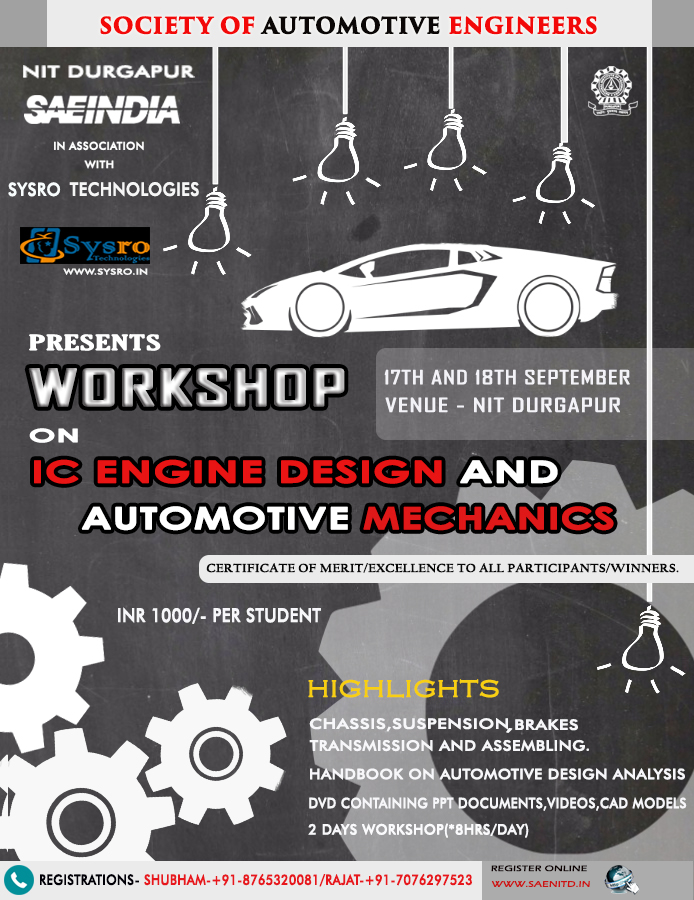 SOCIETY OF AUTOMOTIVE ENGINEERS
NIT DURGAPUR
SAEINDIA
IN ASSOCIATION
WITH
SYSRO TECHNOLOGIES
Sysro
Technologies
WWW.SYSRO.IN
PRESENTS
WORKSHOP
17TH AND 18TH SEPTEMBER
VENUE - NIT DURGAPUR
ON
IC ENGINE DESIGN AND
AUTOMOTIVE MECHANICS
CERTIFICATE OF MERIT/EXCELLENCE TO ALL PARTICIPANTS/WINNERS.
INR 1000/- PER STUDENT
HIGHLIGHTS
CHASSIS,SUSPENSION,BRAKES
TRANSMISSION AND ASSEMBLING.
HANDBOOK ON AUTOMOTIVE DESIGN ANALYSIS
DVD CONTAINING PPT DOCUMENTS,VIDEOS,CAD MODELS
2 DAYS WORKSHOP(*8HRS/DAY)
REGISTRATIONS- SHUBHAM-+91-8765320081/RAJAT-+91-7076297523
REGISTER ONLINE
WWW.SAENITD.IN